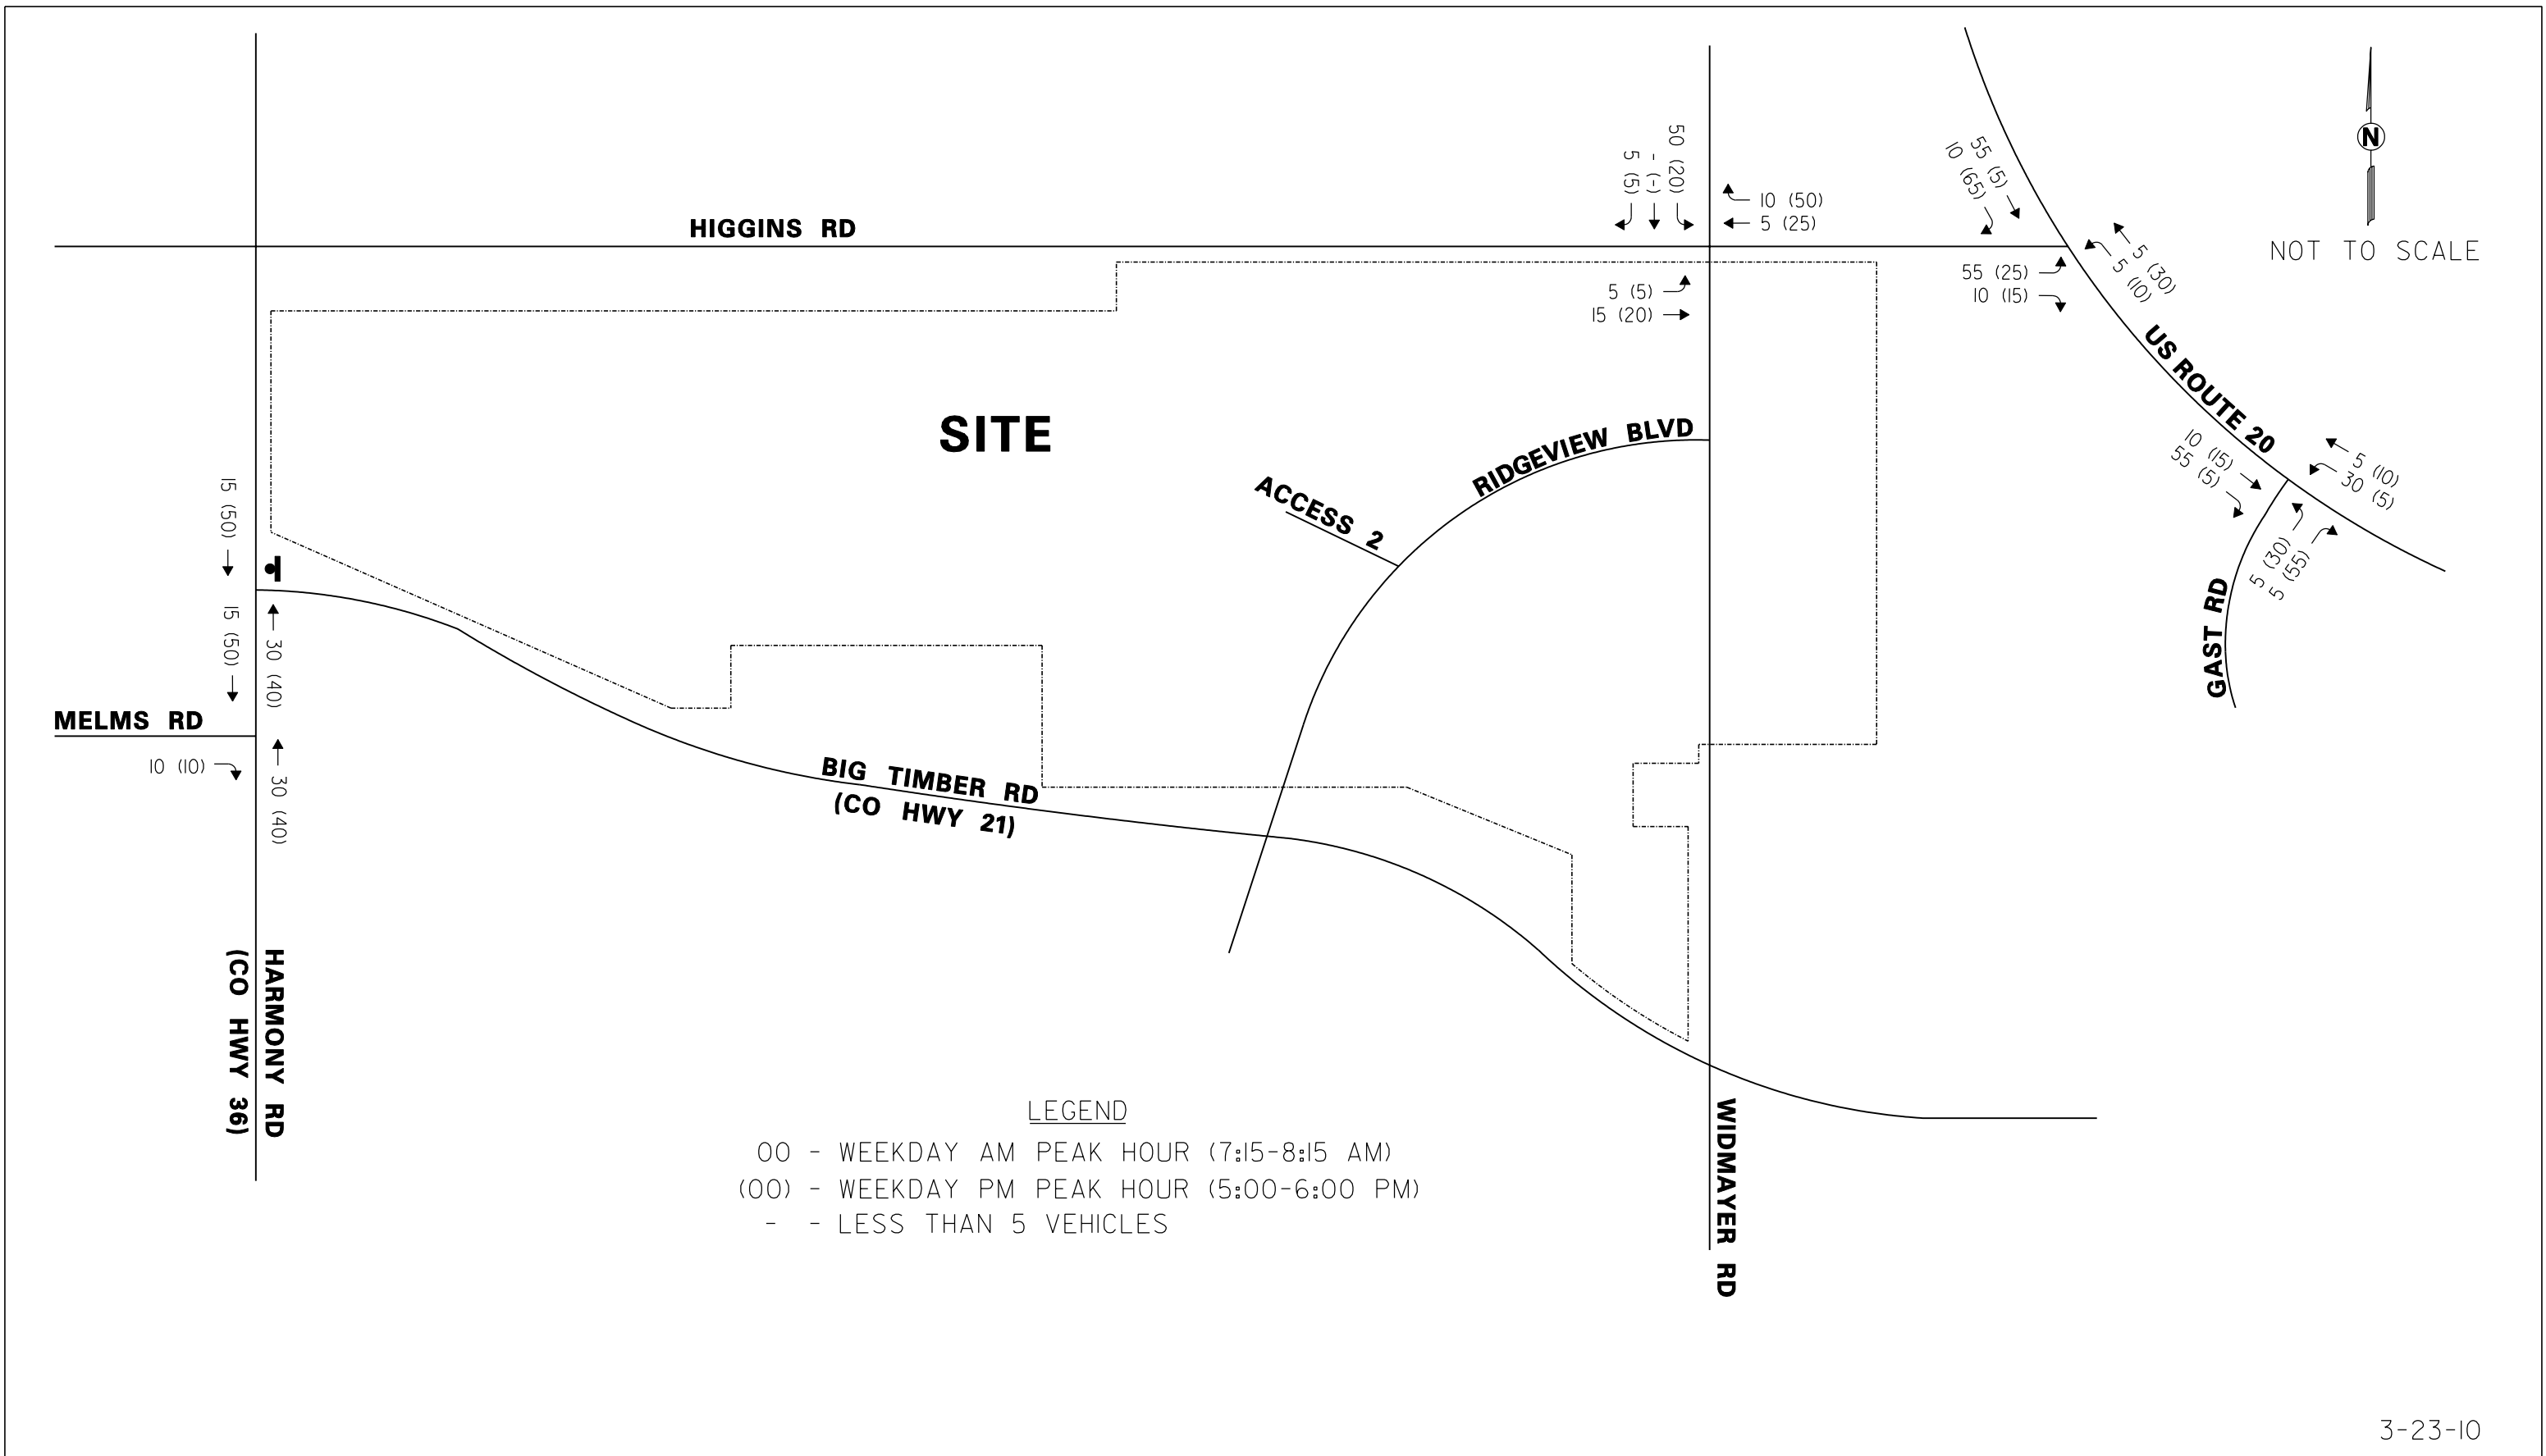 50 (20)
- (-)
5 (5)
10 (50)
5 (25)
55 (5)
10 (65)
N
NOT TO SCALE
HIGGINS RD
5 (30)
5 (10)
55 (25)
10 (15)
5 (5)
15 (20)
US ROUTE 20
SITE
RIDGEVIEW BLVD
ACCESS 2
10 (15)
55 (5)
5 (10)
30 (5)
15 (50)
5 (30)
5 (55)
GAST RD
15 (50)
30 (40)
MELMS RD
10 (10)
30 (40)
BIG TIMBER RD
(CO HWY 21)
HARMONY RD
(CO HWY 36)
WIDMAYER RD
LEGEND
00 - WEEKDAY AM PEAK HOUR (7:15-8:15 AM)
(00) - WEEKDAY PM PEAK HOUR (5:00-6:00 PM)
- - LESS THAN 5 VEHICLES
3-23-10